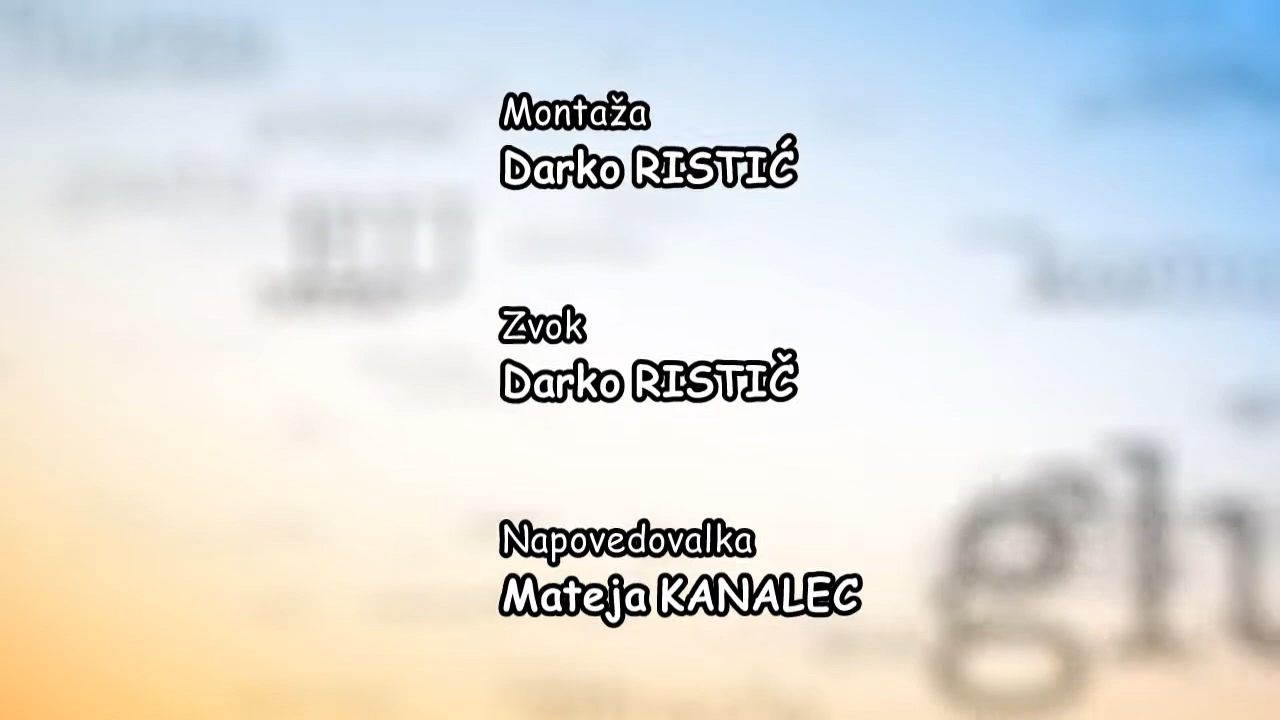 Montaža
Darko RISTIĆ
Zvok
Darko RISTIČ
Napovedovalka
Mateja KANALEC